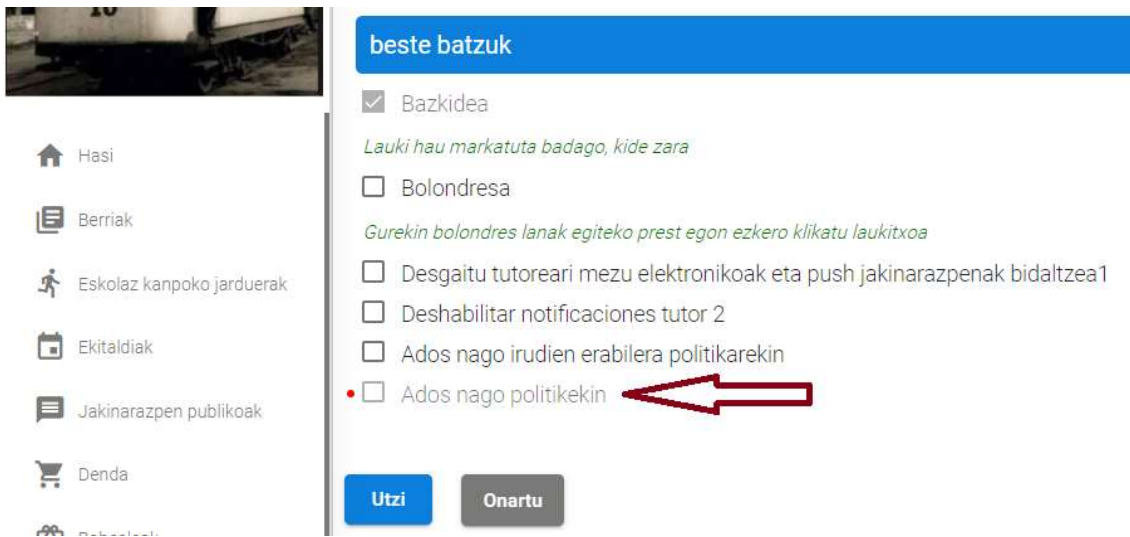 10
beste batzuk
Bazkidea
Lauki hau markatuta badago, kide zara
Bolondresa
Gurekin bolondres lanak egiteko prest egon ezkero klikatu laukitxoa
Desgaitu tutoreari mezu elektronikoak eta push jakinarazpenak bidaltzea1
Deshabilitar notificaciones tutor 2
Ados nago irudien erabilera politikarekin
Ados nago politikekin
Utzi
Onartu
Hasi
Berriak
Eskolaz kanpoko jarduerak
Ekitaldiak
Jakinarazpen publikoak
Denda